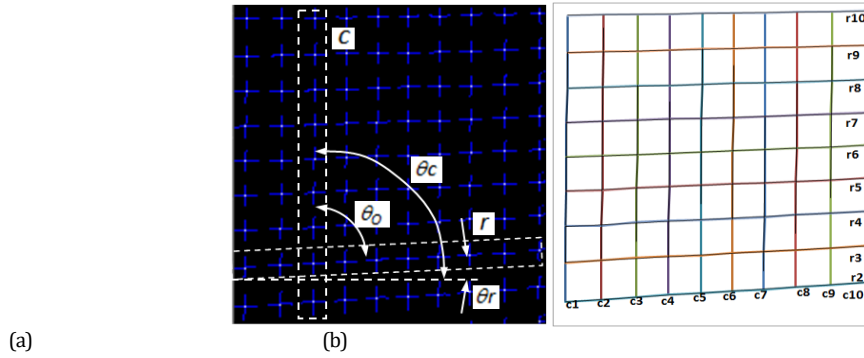 C
θc
θo
r
θr
r10
r9
r8
r7
r6
r5
r4
r3
r2
c1 c2 c3 c4 c5 c6 c7 c8 c9 c10
(a) (b)